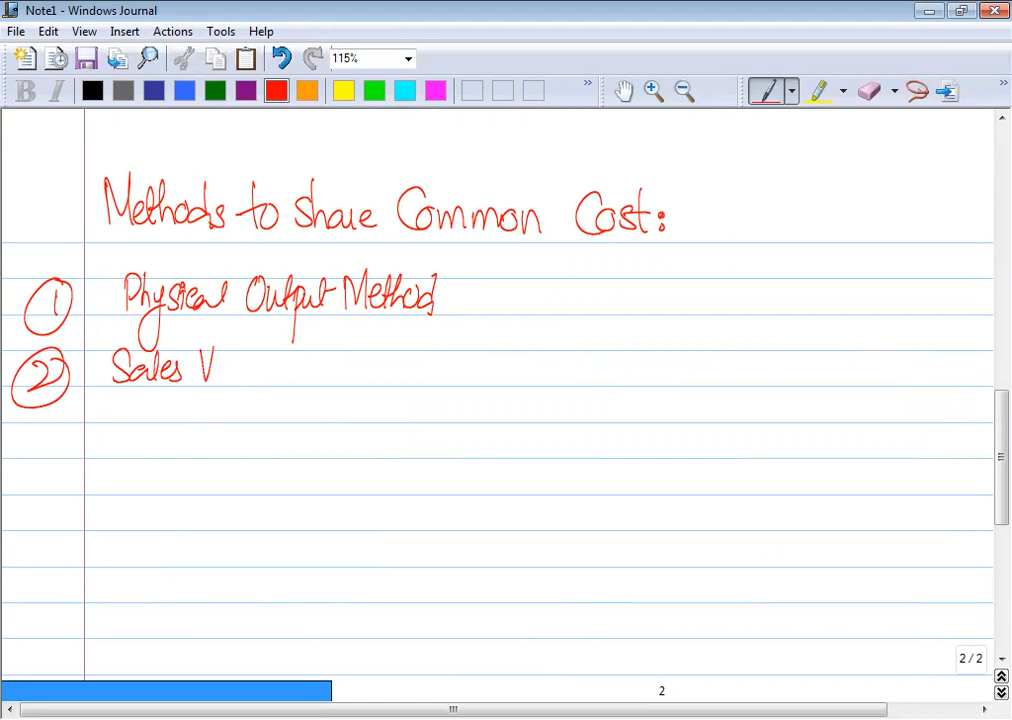 Note1 - Windows Journal
File Edit View Insert Actions Tools Help
115%
B I
Methods to share Common Cost:
1 Physical Output Method
2 Sales V
2 / 2
2